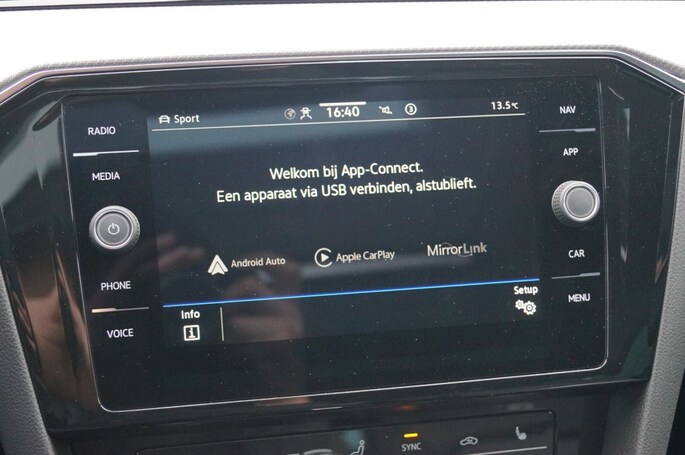 RADIO
MEDIA
PHONE
VOICE
Sport
16:40
3
13.5°C
Welkom bij App-Connect.
Een apparaat via USB verbinden, alstublieft.
Android Auto
Apple CarPlay
MirrorLink
Info
i
Setup
NAV
APP
CAR
MENU
SYNC